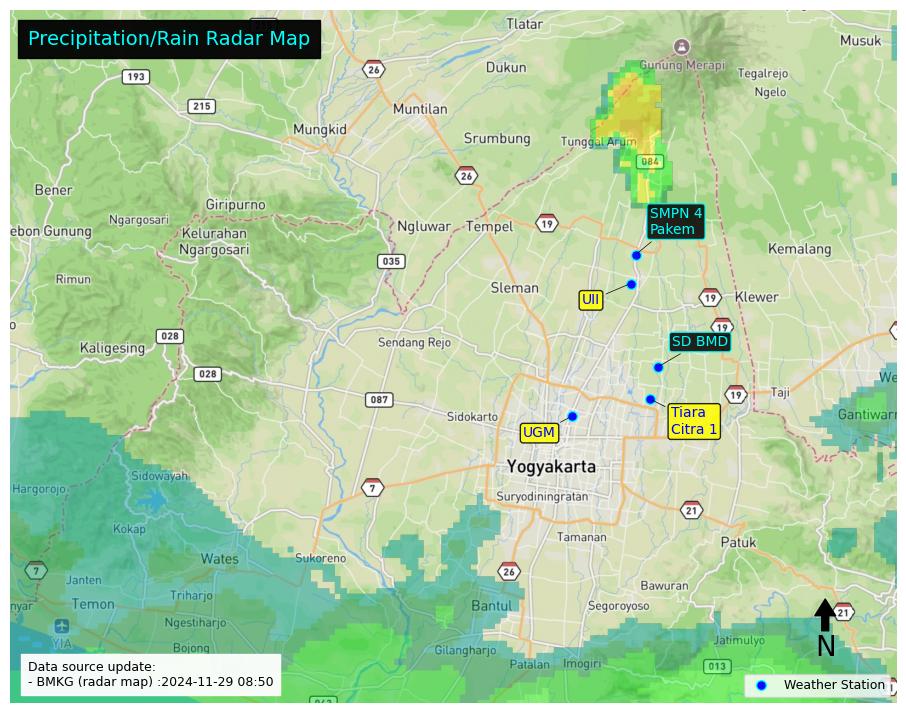 Precipitation/Rain Radar Map
Tlatar
Musuk
26
Gunung Merapi
193
Dukun
Tegalrejo
Ngelo
215
Muntilan
Mungkid
Srumbung
Tunggal Arum
084
26
Bener
Giripurno
SMPN 4
Pakem
Ngargosari
Ngluwar
Tempel
19
ebon Gunung
Kelurahan
Ngargosari
Kemalang
035
Rimun
Sleman
UII
19
Klewer
19
028
Kaligesing
Sendang Rejo
SD BMD
028
We
087
19
Taji
Sidokarto
Tiara
Citra 1
Gantiwarn
UGM
Yogyakarta
Sidowayah
Hargorojo
7
Suryodiningratan
21
Kokap
Tamanan
Patuk
Wates
Sukoreno
7
26
Janten
Bawuran
nyar
Temon
Triharjo
Bantul
Segoroyoso
21
YIA
Ngestiharjo
N
Bojong
Gilangharjo
Jatimulyo
Patalan
Imogiri
013
Data source update:
- BMKG (radar map) :2024-11-29 08:50
Weather Station